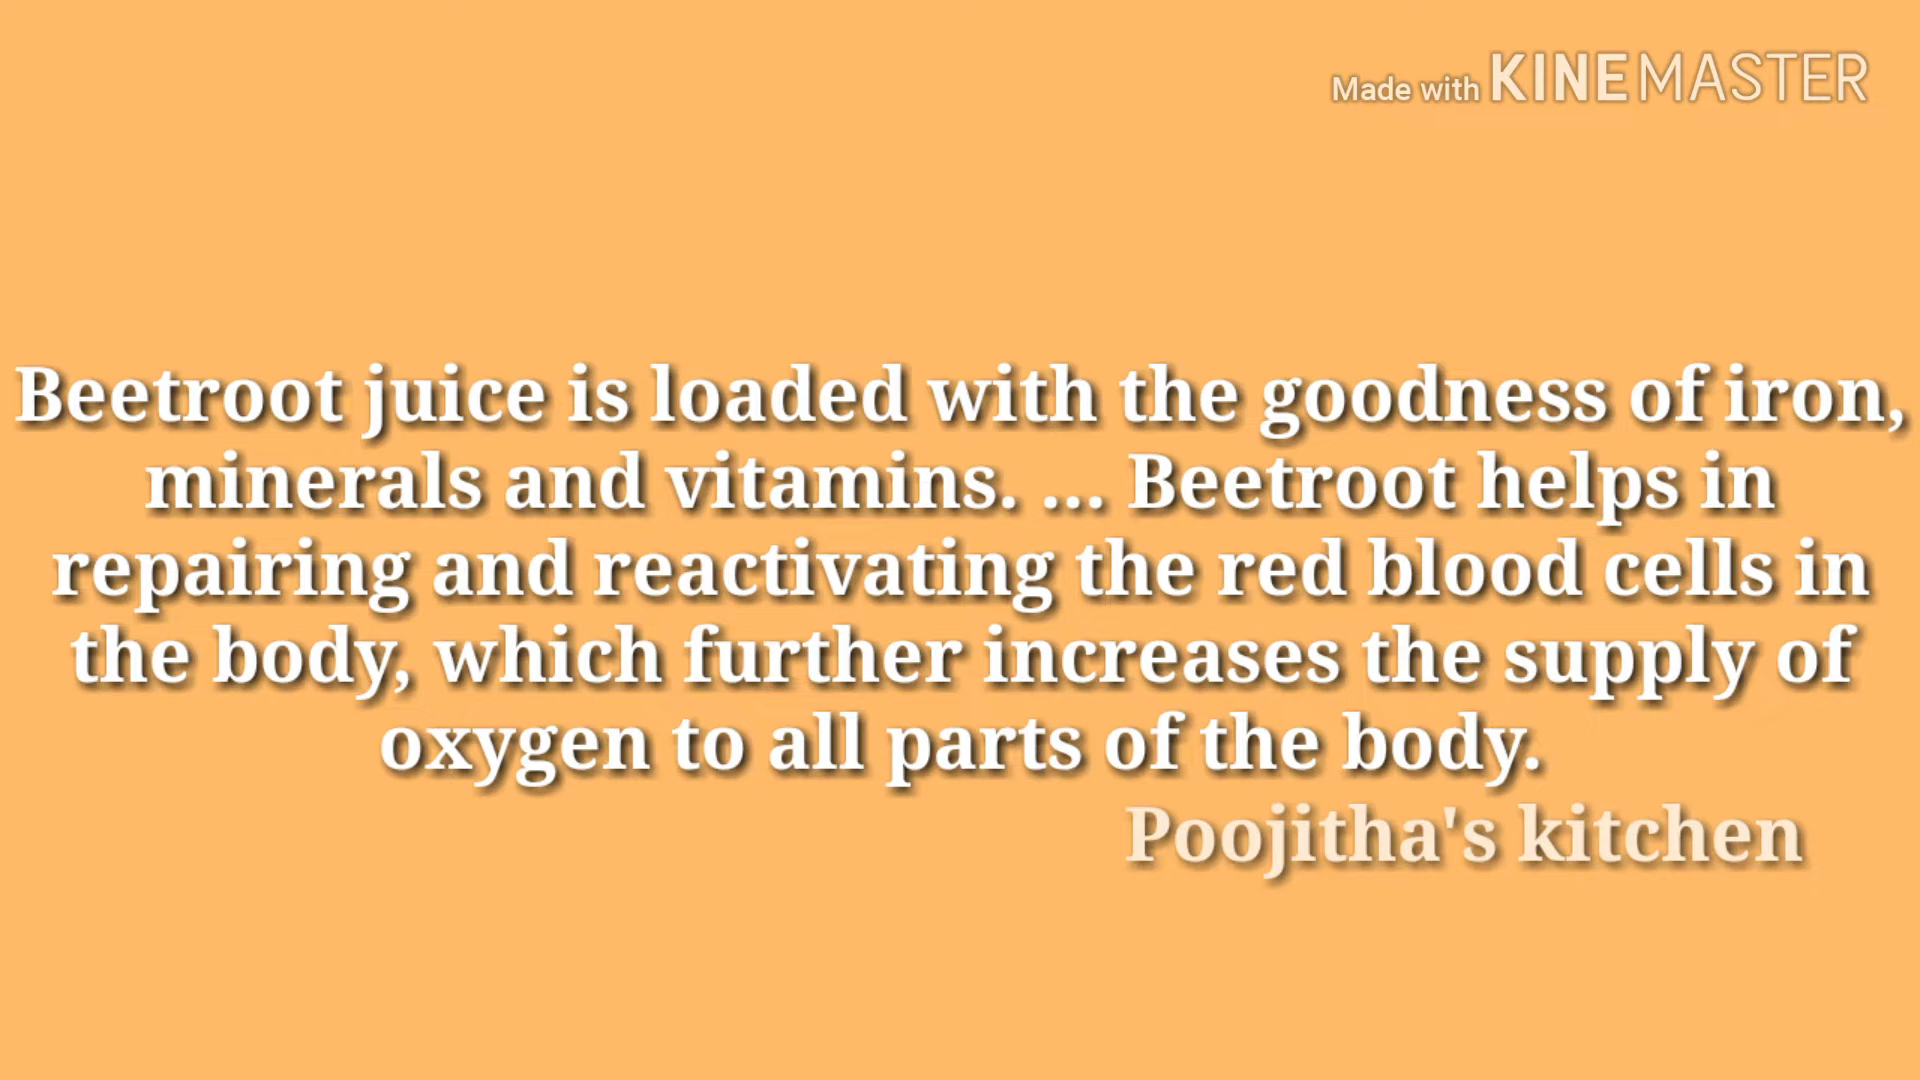 Made with KINEMASTER
Beetroot juice is loaded with the goodness of iron,
minerals and vitamins. ... Beetroot helps in
repairing and reactivating the red blood cells in
the body, which further increases the supply of
oxygen to all parts of the body.
Poojitha's kitchen